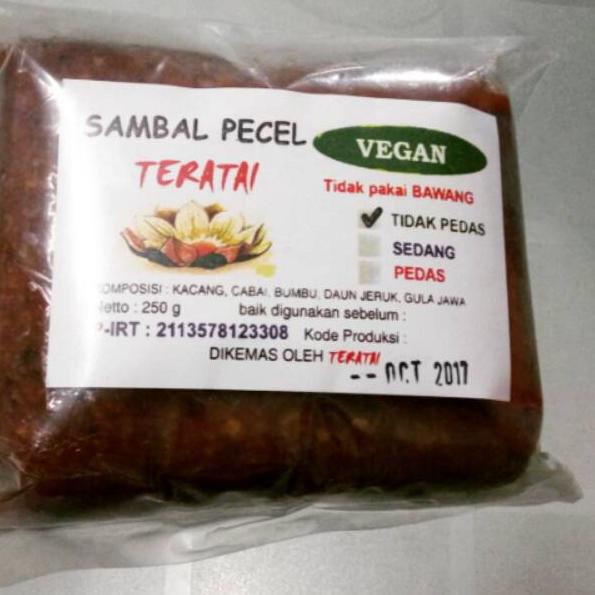 SAMBAL PECEL
TERATAI
VEGAN
Tidak pakai BAWANG
✔ TIDAK PEDAS
SEDANG
PEDAS
KOMPOSISI : KACANG, CABAI, BUMBU, DAUN JERUK, GULA JAWA
Netto : 250 g baik digunakan sebelum :
P-IRT : 2113578123308 Kode Produksi :
DIKEMAS OLEH TERATAI
-- OCT 2017